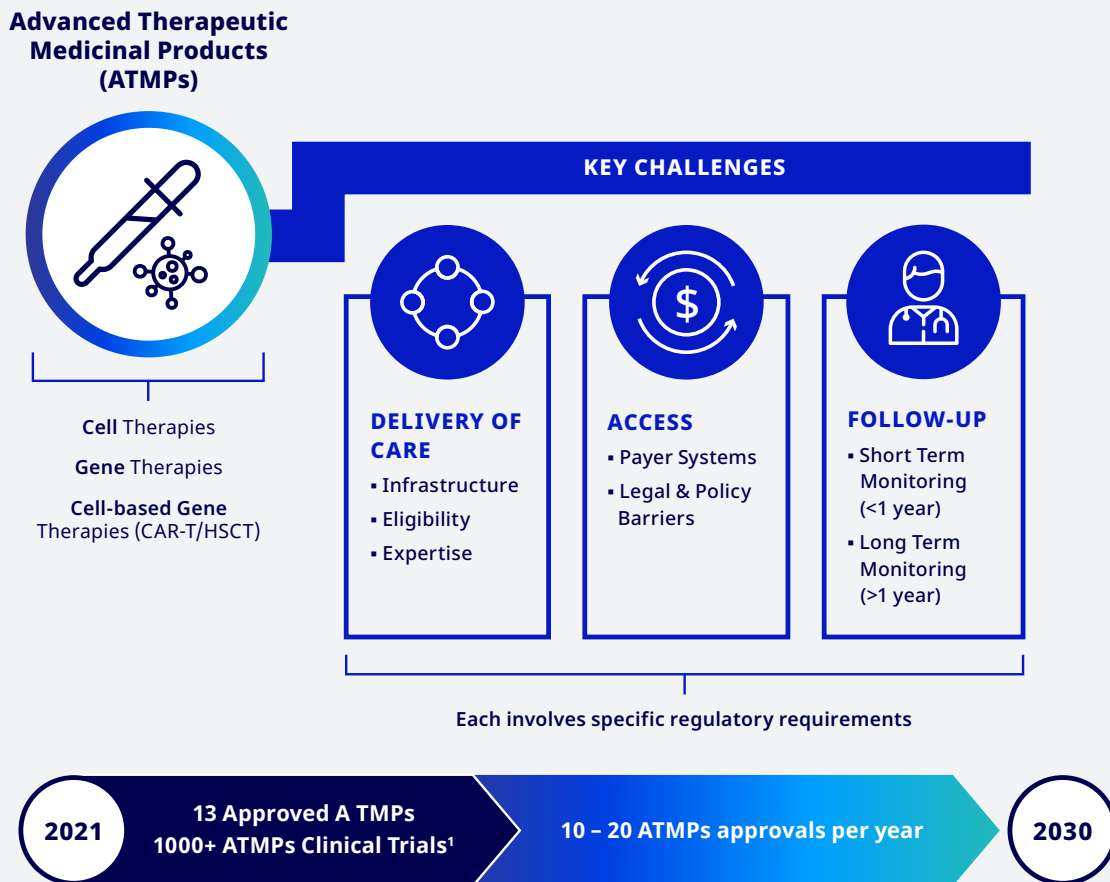 Advanced Therapeutic
Medicinal Products
(ATMPs)
KEY CHALLENGES
Cell Therapies
Gene Therapies
Cell-based Gene
Therapies (CAR-T/HSCT)
$
DELIVERY OF
CARE
▪ Infrastructure
▪ Eligibility
▪ Expertise
ACCESS
▪ Payer Systems
▪ Legal & Policy
Barriers
FOLLOW-UP
▪ Short Term
Monitoring
(<1 year)
▪ Long Term
Monitoring
(>1 year)
Each involves specific regulatory requirements
2021
13 Approved A TMPs
1000+ ATMPs Clinical Trials¹
10 – 20 ATMPs approvals per year
2030